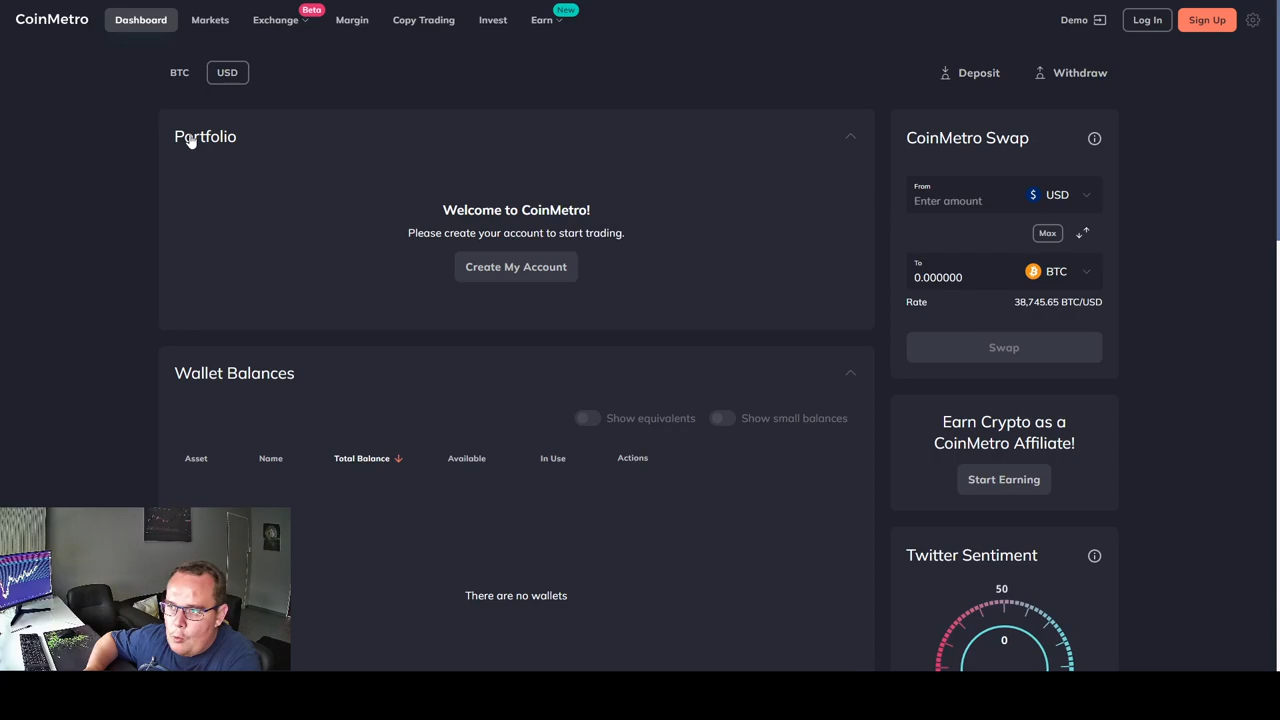 CoinMetro
Dashboard
Markets
Exchange
Beta
Margin
Copy Trading
Invest
Earn
New
Demo
Log In
Sign Up
BTC
USD
Deposit
Withdraw
Portfolio
Welcome to CoinMetro!
Please create your account to start trading.
Create My Account
CoinMetro Swap
From
Enter amount
$ USD
Max
To
0.000000
BTC
Rate
38,745.65 BTC/USD
Swap
Wallet Balances
Show equivalents
Show small balances
Asset
Name
Total Balance
Available
In Use
Actions
There are no wallets
Earn Crypto as a
CoinMetro Affiliate!
Start Earning
Twitter Sentiment
50
0